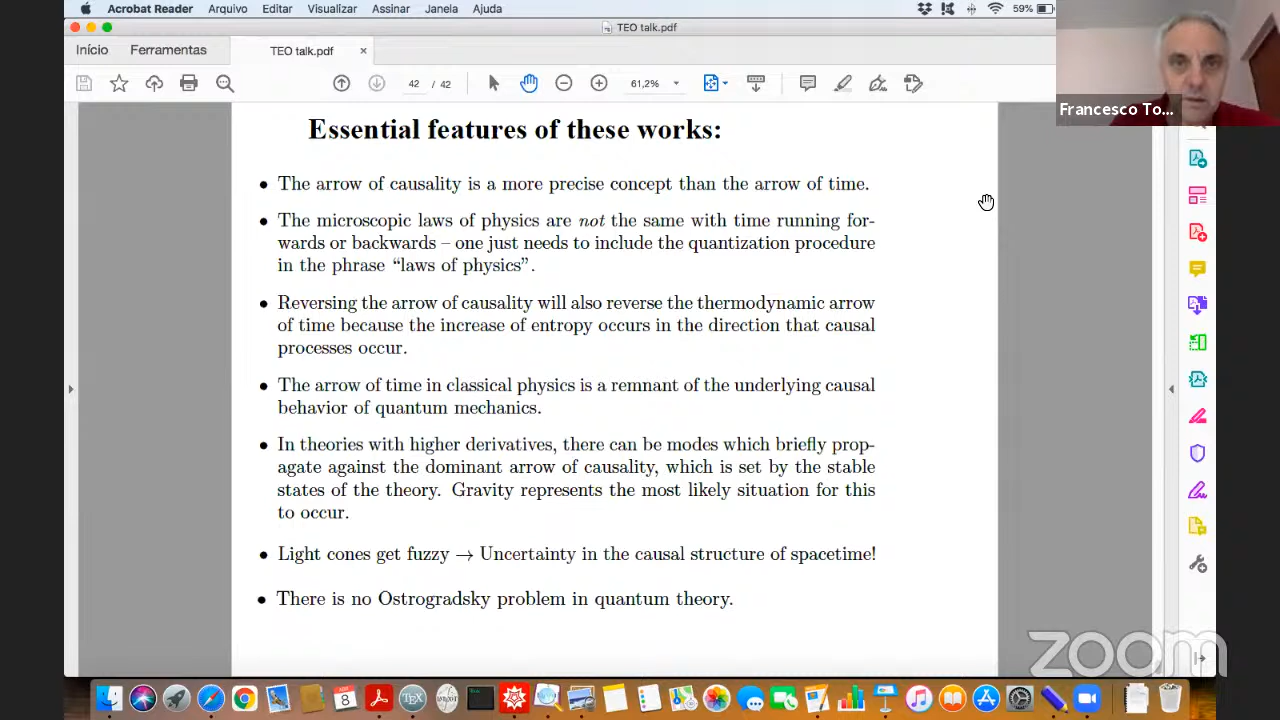 Acrobat Reader Arquivo Editar Visualizar Assinar Janela Ajuda 59%
TEO talk.pdf
Início Ferramentas TEO talk.pdf ×
42 / 42 61,2%
Francesco To...
Essential features of these works:
• The arrow of causality is a more precise concept than the arrow of time.
• The microscopic laws of physics are not the same with time running for-
wards or backwards – one just needs to include the quantization procedure
in the phrase “laws of physics”.
• Reversing the arrow of causality will also reverse the thermodynamic arrow
of time because the increase of entropy occurs in the direction that causal
processes occur.
• The arrow of time in classical physics is a remnant of the underlying causal
behavior of quantum mechanics.
• In theories with higher derivatives, there can be modes which briefly prop-
agate against the dominant arrow of causality, which is set by the stable
states of the theory. Gravity represents the most likely situation for this
to occur.
• Light cones get fuzzy → Uncertainty in the causal structure of spacetime!
• There is no Ostrogradsky problem in quantum theory.
zoom
8
TEX